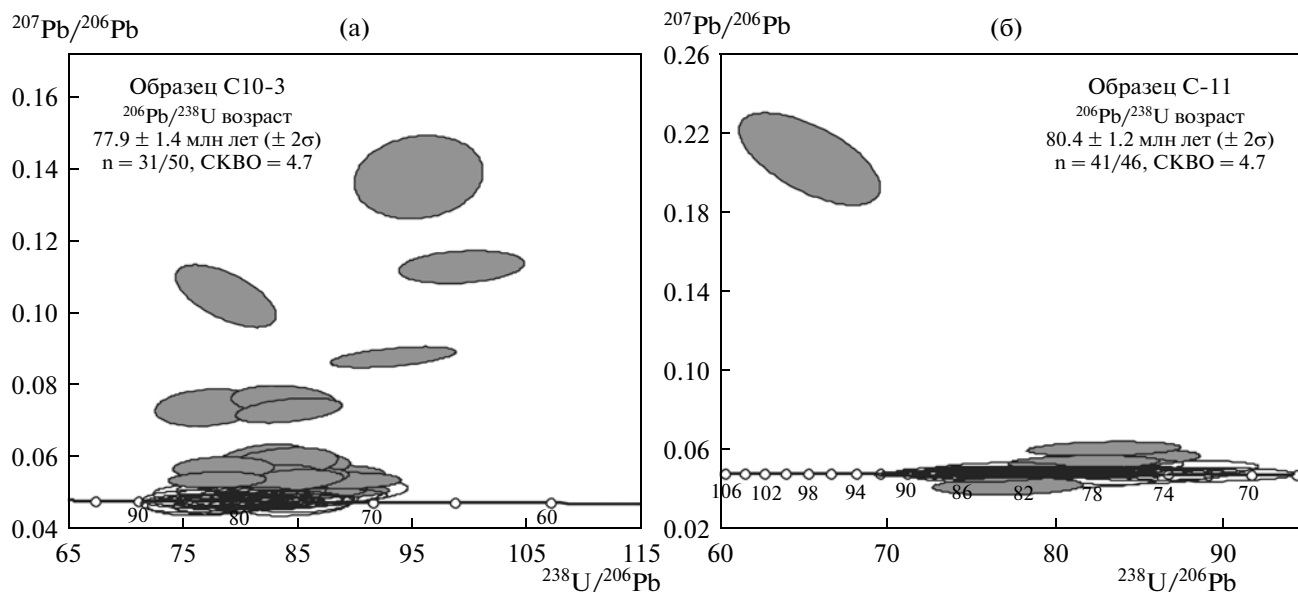 ²⁰⁷Pb/²⁰⁶Pb
(а)
Образец С10-3
²⁰⁶Pb/²³⁸U возраст
77.9 ± 1.4 млн лет (± 2σ)
n = 31/50, СКВО = 4.7
0.16
0.14
0.12
0.10
0.08
0.06
0.04
90 80 70 60
65 75 85 95 105 115
²³⁸U/²⁰⁶Pb
²⁰⁷Pb/²⁰⁶Pb
(б)
Образец С-11
²⁰⁶Pb/²³⁸U возраст
80.4 ± 1.2 млн лет (± 2σ)
n = 41/46, СКВО = 4.7
0.26
0.22
0.18
0.14
0.10
0.06
0.02
106 102 98 94 90 86 82 78 74 70
60 70 80 90
²³⁸U/²⁰⁶Pb